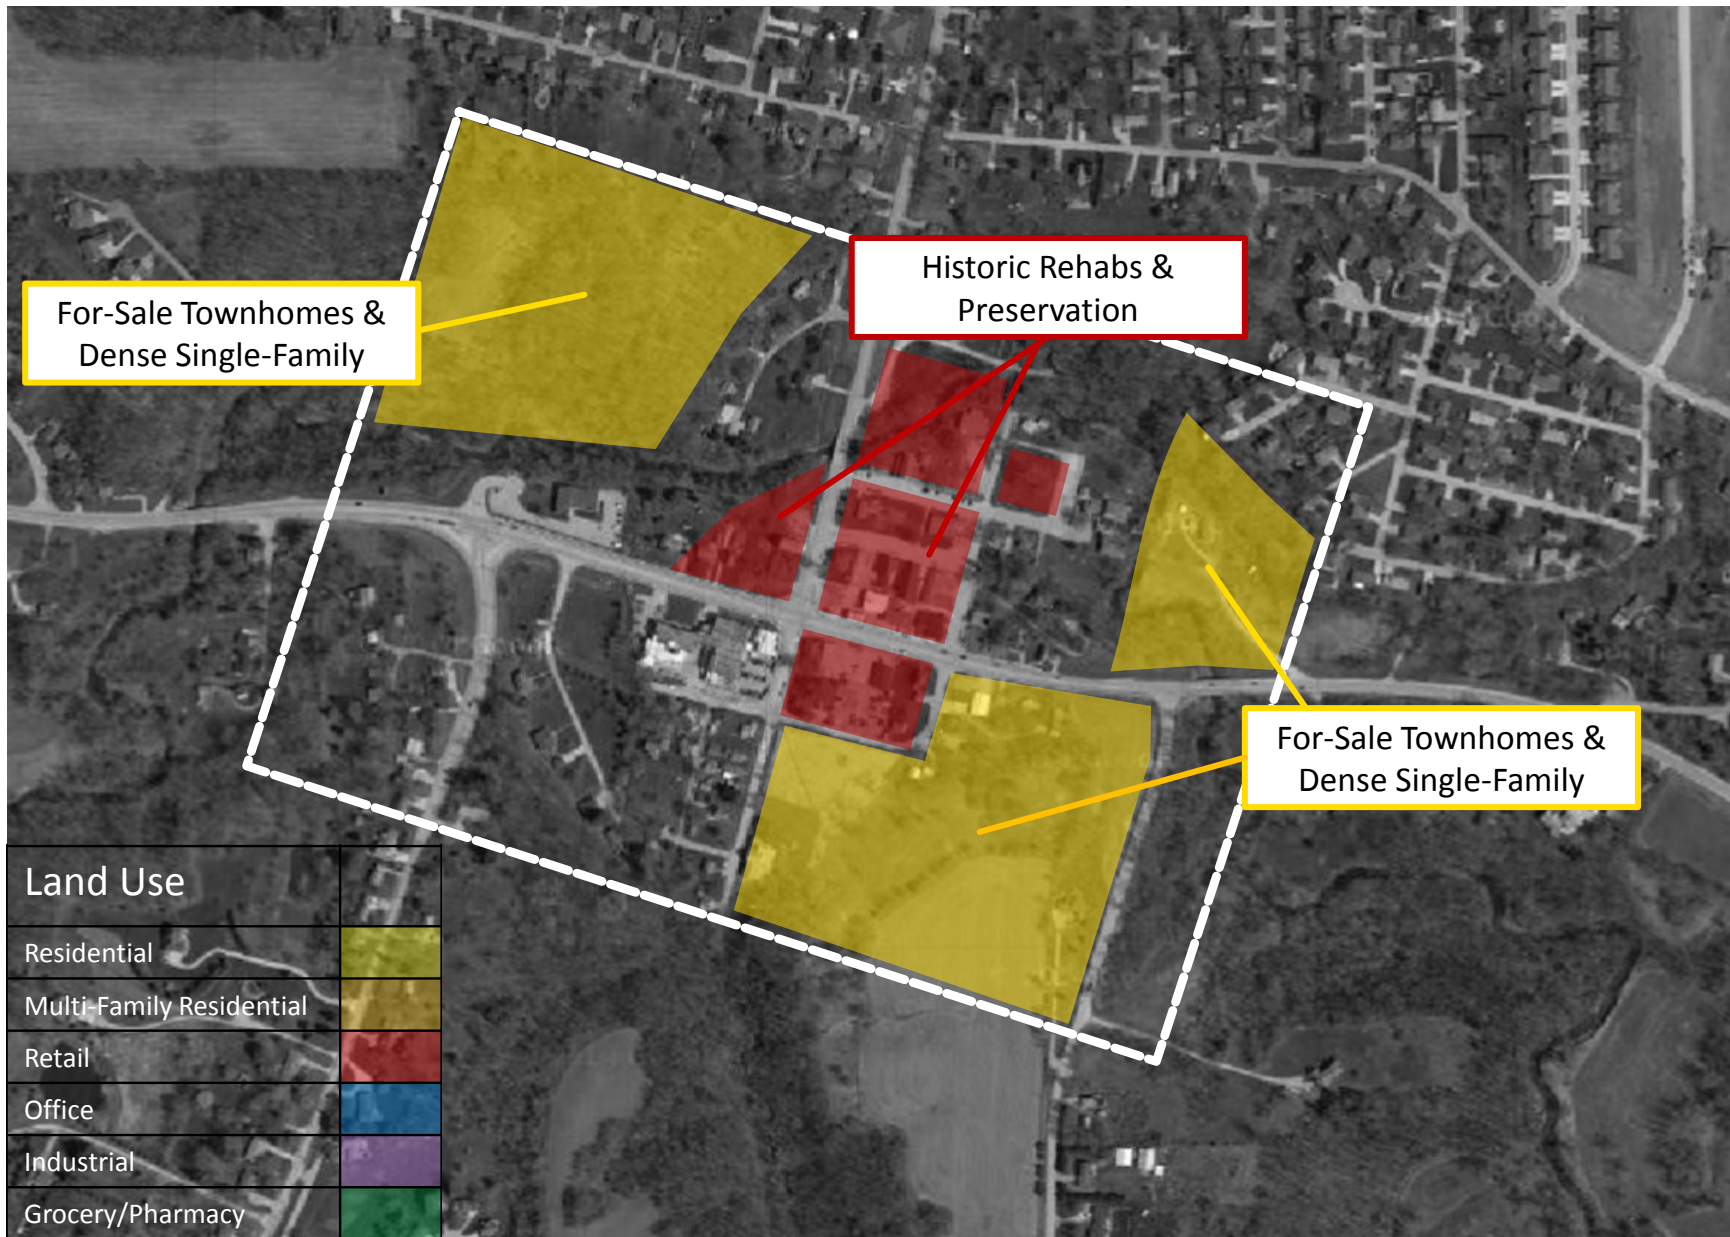 Historic Rehabs &
Preservation
For-Sale Townhomes &
Dense Single-Family
For-Sale Townhomes &
Dense Single-Family
Land Use
Residential
Multi-Family Residential
Retail
Office
Industrial
Grocery/Pharmacy